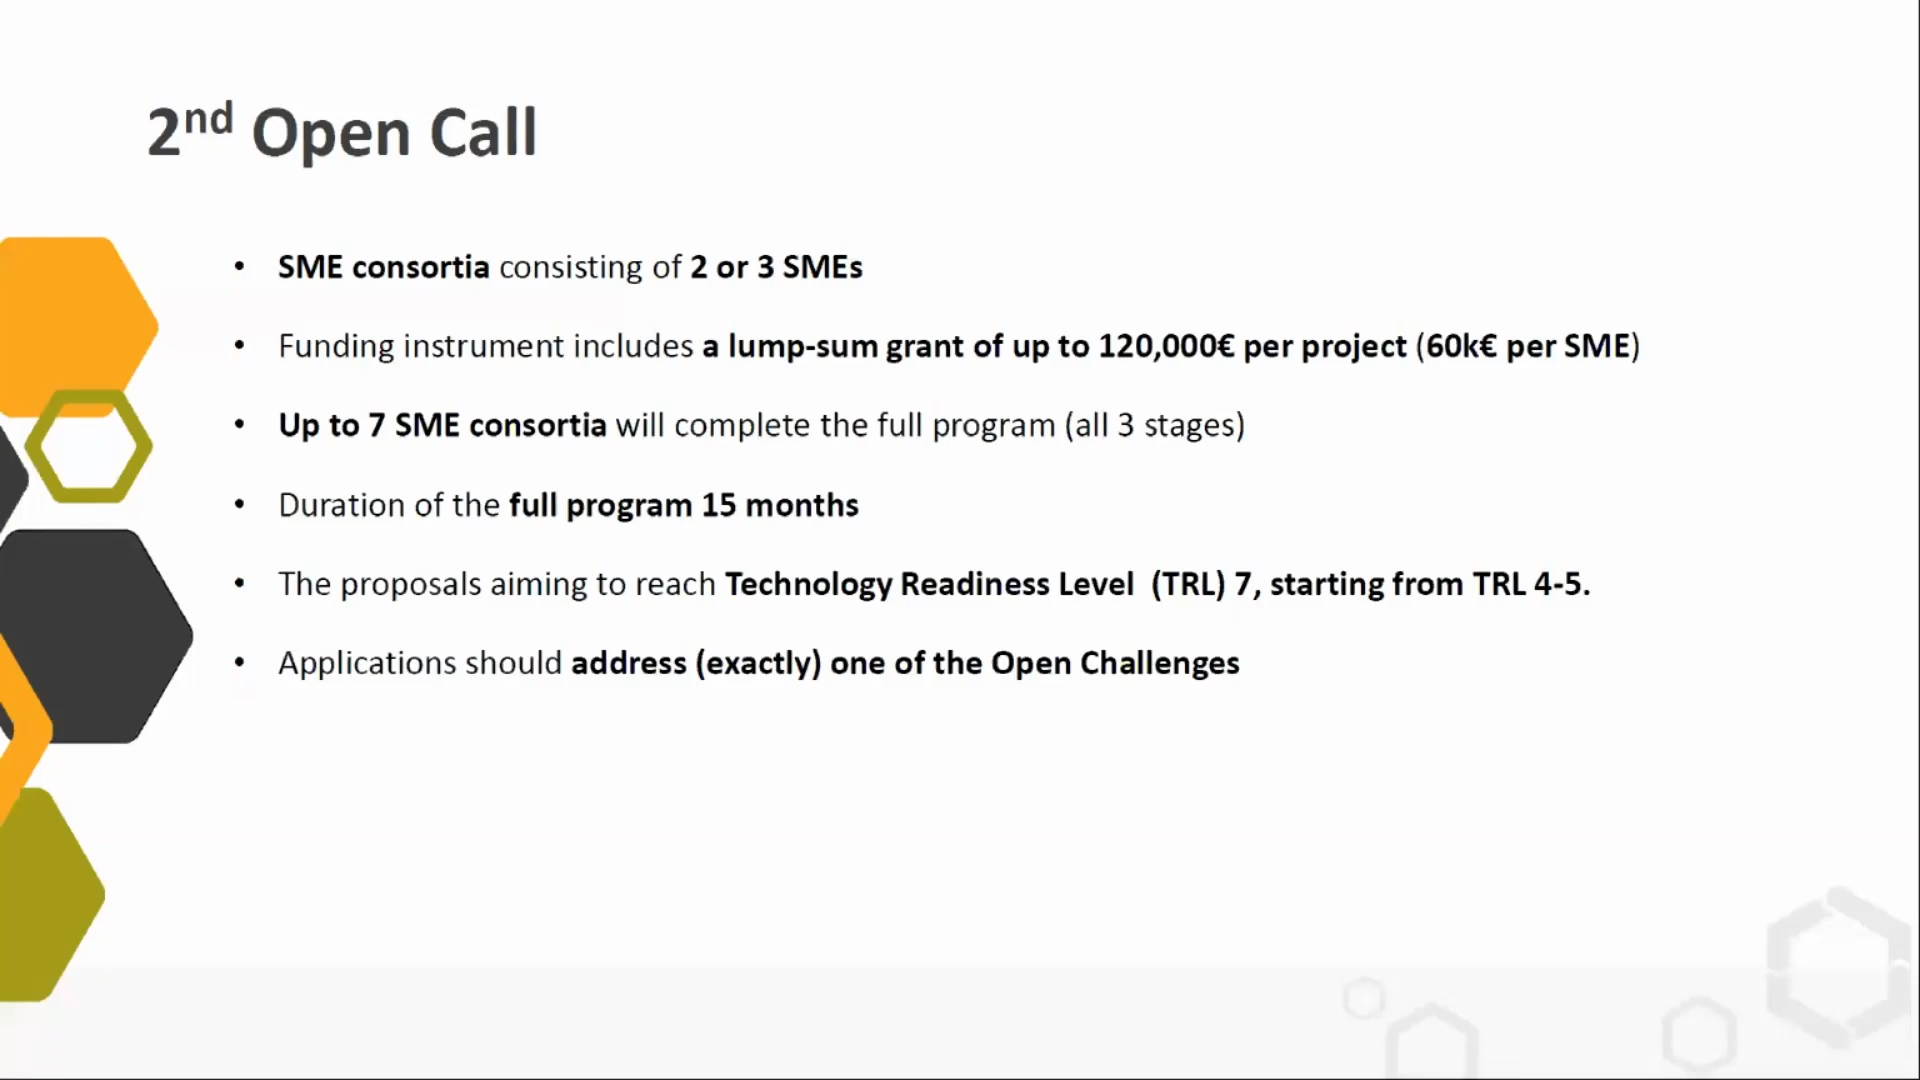 2nd Open Call
• SME consortia consisting of 2 or 3 SMEs
• Funding instrument includes a lump-sum grant of up to 120,000€ per project (60k€ per SME)
• Up to 7 SME consortia will complete the full program (all 3 stages)
• Duration of the full program 15 months
• The proposals aiming to reach Technology Readiness Level (TRL) 7, starting from TRL 4-5.
• Applications should address (exactly) one of the Open Challenges